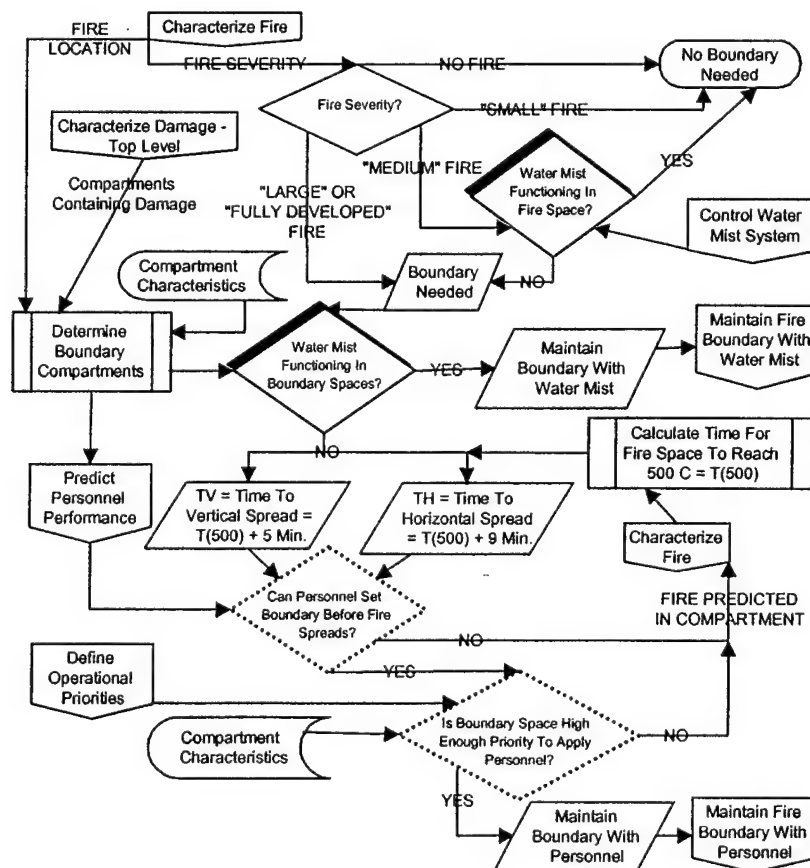 FIRE
LOCATION
Characterize Fire
FIRE SEVERITY
NO FIRE
No Boundary
Needed
Fire Severity?
"SMALL" FIRE
Characterize Damage -
Top Level
"MEDIUM" FIRE
YES
Water Mist
Functioning In
Fire Space?
Compartments
Containing Damage
"LARGE" OR
"FULLY DEVELOPED"
FIRE
Control Water
Mist System
Compartment
Characteristics
Boundary
Needed
NO
Determine
Boundary
Compartments
Water Mist
Functioning In
Boundary Spaces?
YES
Maintain
Boundary With
Water Mist
Maintain Fire
Boundary With
Water Mist
NO
Calculate Time For
Fire Space To Reach
500 C = T(500)
Predict
Personnel
Performance
TV = Time To
Vertical Spread =
T(500) + 5 Min.
TH = Time To
Horizontal Spread
= T(500) + 9 Min.
Characterize
Fire
Can Personnel Set
Boundary Before Fire
Spreads?
FIRE PREDICTED
IN COMPARTMENT
NO
YES
Define
Operational
Priorities
Is Boundary Space High
Enough Priority To Apply
Personnel?
NO
Compartment
Characteristics
YES
Maintain
Boundary With
Personnel
Maintain Fire
Boundary With
Personnel